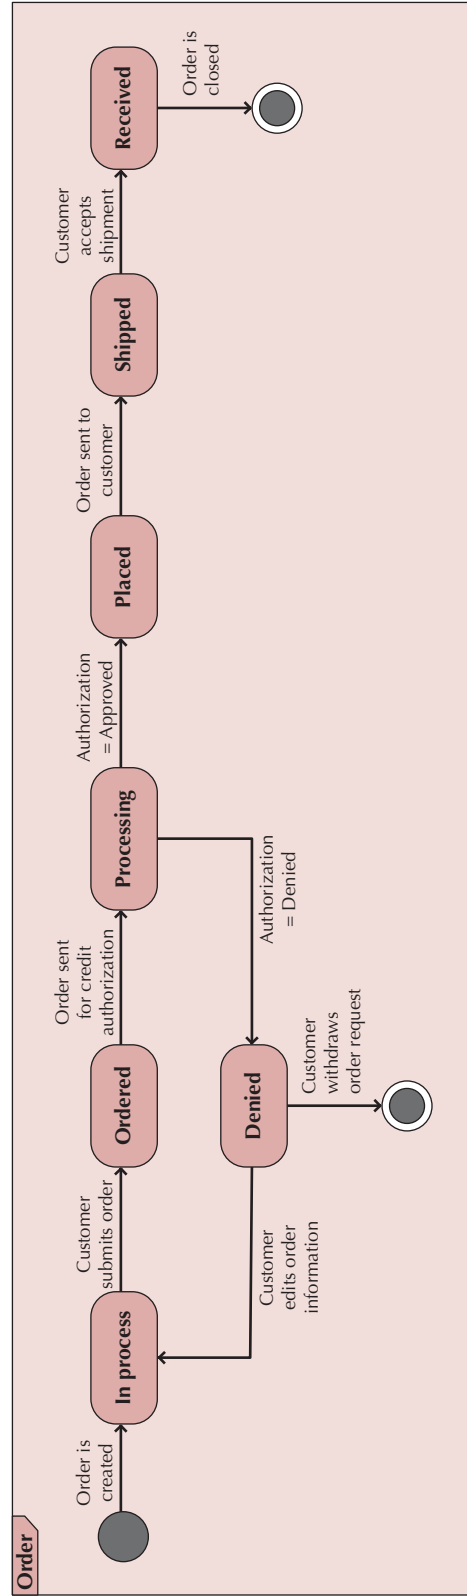 Order
Order is
created
In process
Customer
submits order
Ordered
Order sent
for credit
authorization
Processing
Authorization
= Approved
Placed
Order sent to
customer
Shipped
Customer
accepts
shipment
Received
Order is
closed
Authorization
= Denied
Denied
Customer
edits order
information
Customer
withdraws
order request